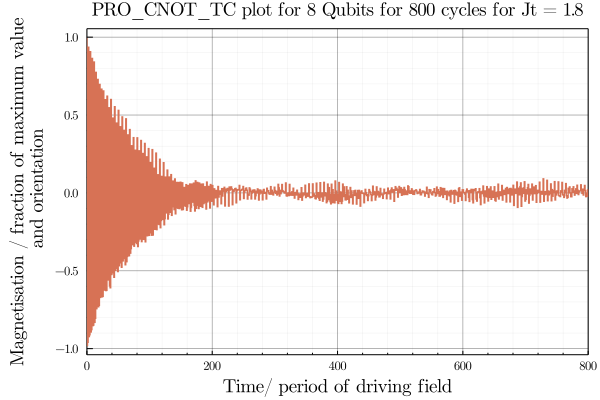 PRO_CNOT_TC plot for 8 Qubits for 800 cycles for Jt = 1.8
Magnetisation / fraction of maximum value
and orientation
1.0
0.5
0.0
−0.5
−1.0
0
200
400
600
800
Time/ period of driving field